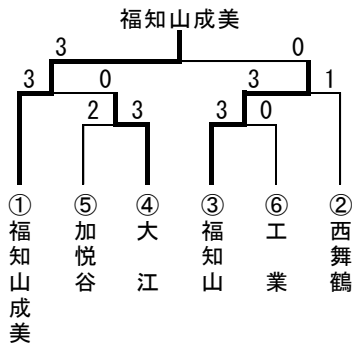 福知山成美
3 0
3 0 3 1
2 3 3 0
① ⑤ ④ ③ ⑥ ②
福知山成美
加悦谷
大江
福知山
工業
西舞鶴